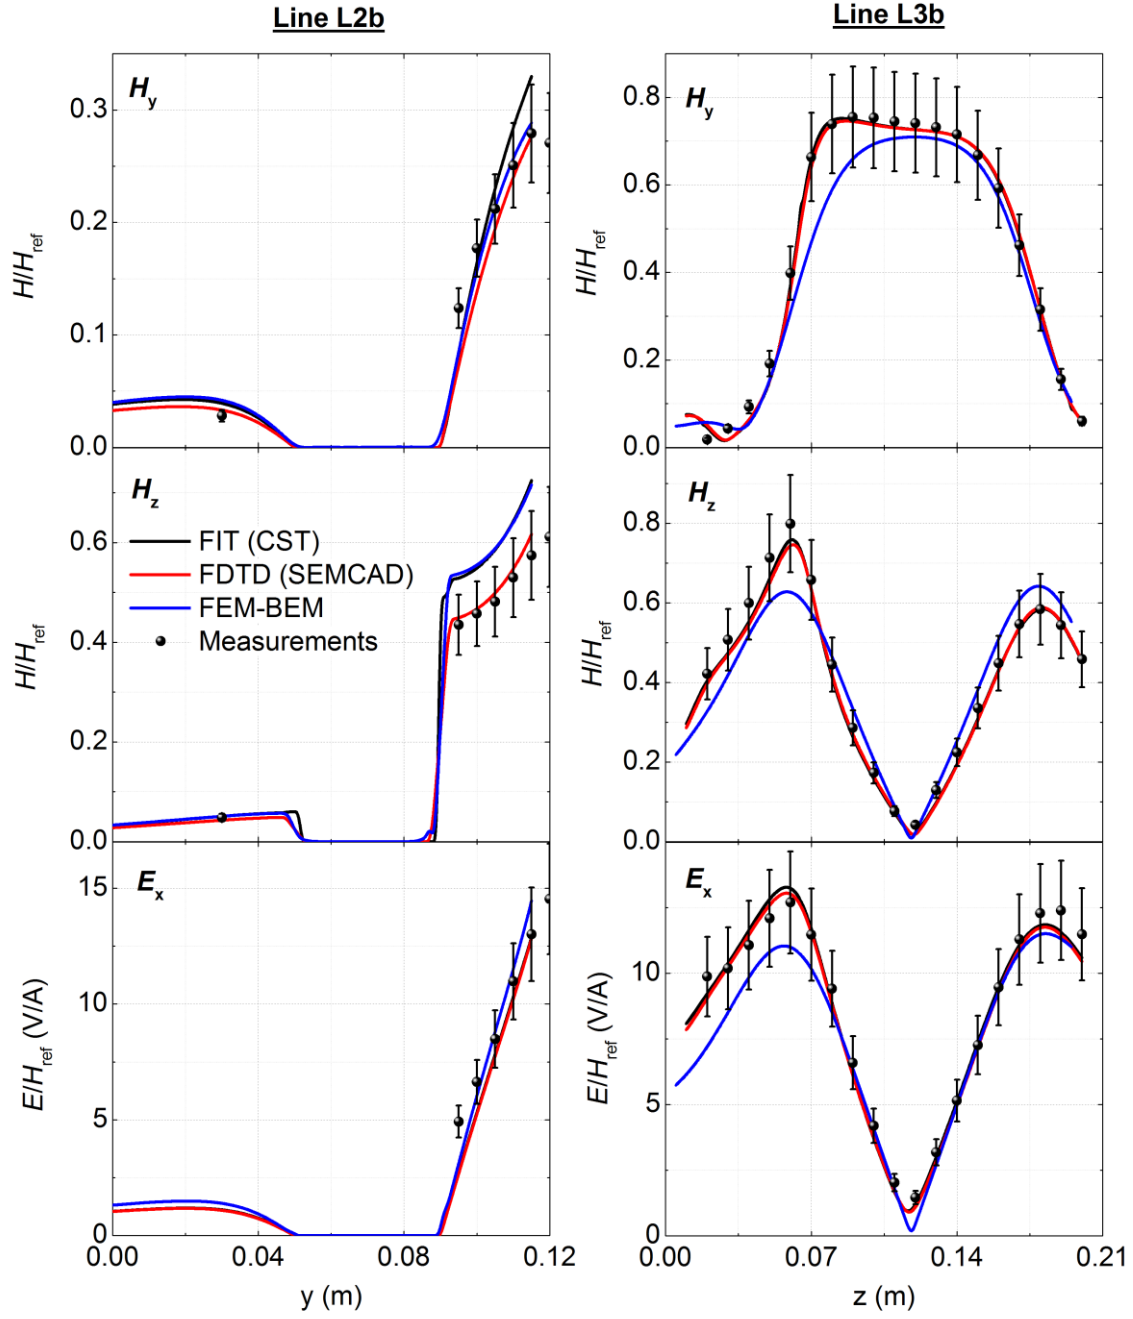 Line L2b
Line L3b
Hy
H/Href
0.3
0.2
0.1
0.0
Hy
H/Href
0.8
0.6
0.4
0.2
0.0
Hz
FIT (CST)
FDTD (SEMCAD)
FEM-BEM
Measurements
H/Href
0.6
0.4
0.2
0.0
Hz
H/Href
0.8
0.6
0.4
0.2
0.0
Ex
E/Href (V/A)
15
10
5
0
0.00 0.04 0.08 0.12
y (m)
Ex
E/Href (V/A)
10
5
0
0.00 0.07 0.14 0.21
z (m)